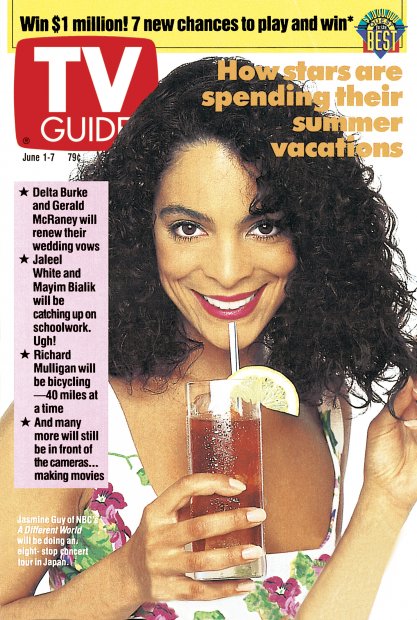 Win $1 million! 7 new chances to play and win*
BEST
TV
GUIDE
®
June 1-7 79¢
How stars are
spending their
summer
vacations
★ Delta Burke
and Gerald
McRaney will
renew their
wedding vows
★ Jaleel
White and
Mayim Bialik
will be
catching up on
schoolwork.
Ugh!
★ Richard
Mulligan will
be bicycling
—40 miles at
a time
★ And many
more will still
be in front of
the cameras...
making movies
Jasmine Guy of NBC's
A Different World
will be doing an
eight- stop concert
tour in Japan.